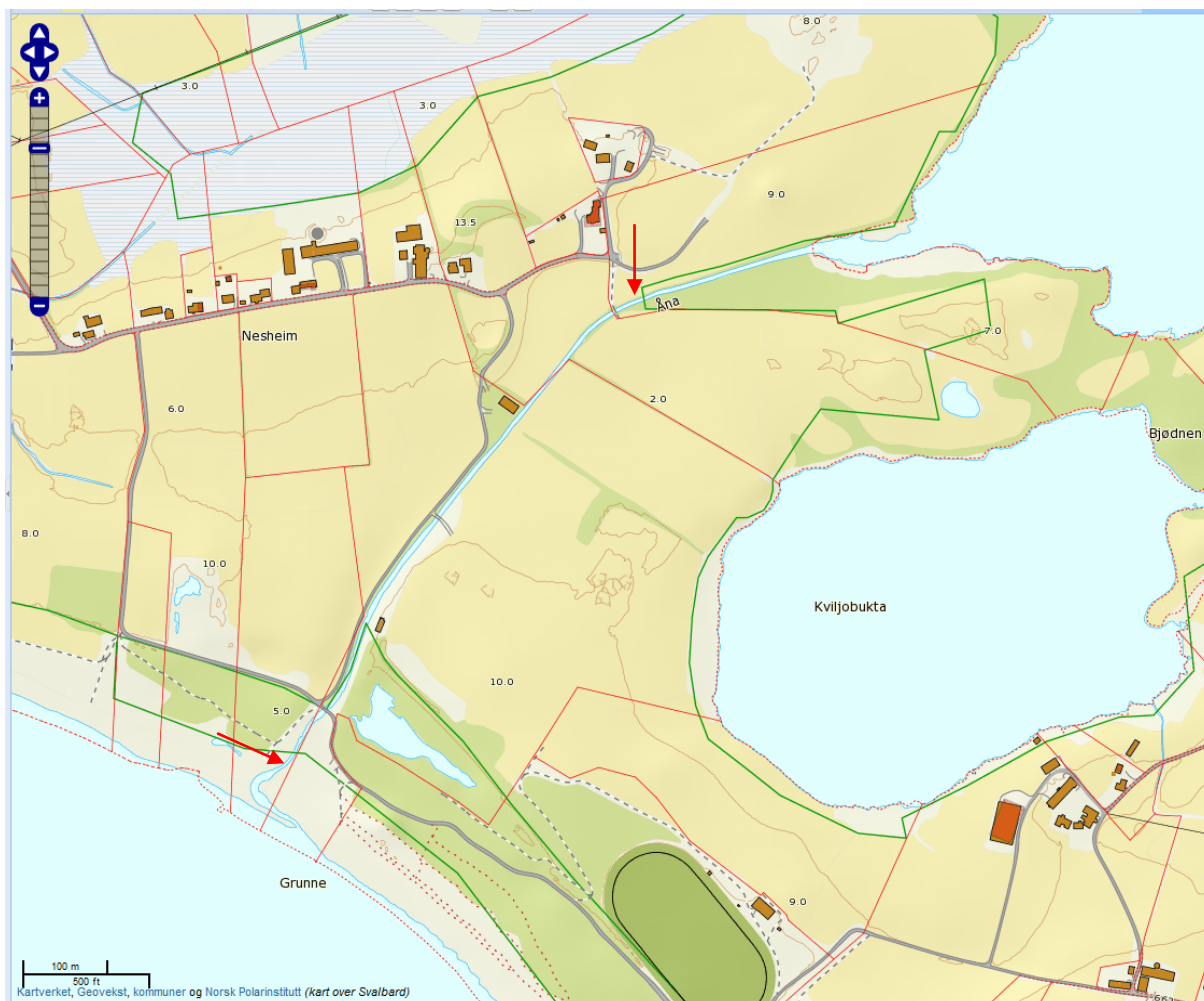 8.0
3.0
3.0
9.0
13.5
Åna
Nesheim
7.0
6.0
2.0
Bjødnen
8.0
10.0
Kviljobukta
10.0
5.0
Grunne
9.0
100 m
500 ft
Kartverket, Geovekst, kommuner og Norsk Polarinstitutt (kart over Svalbard)